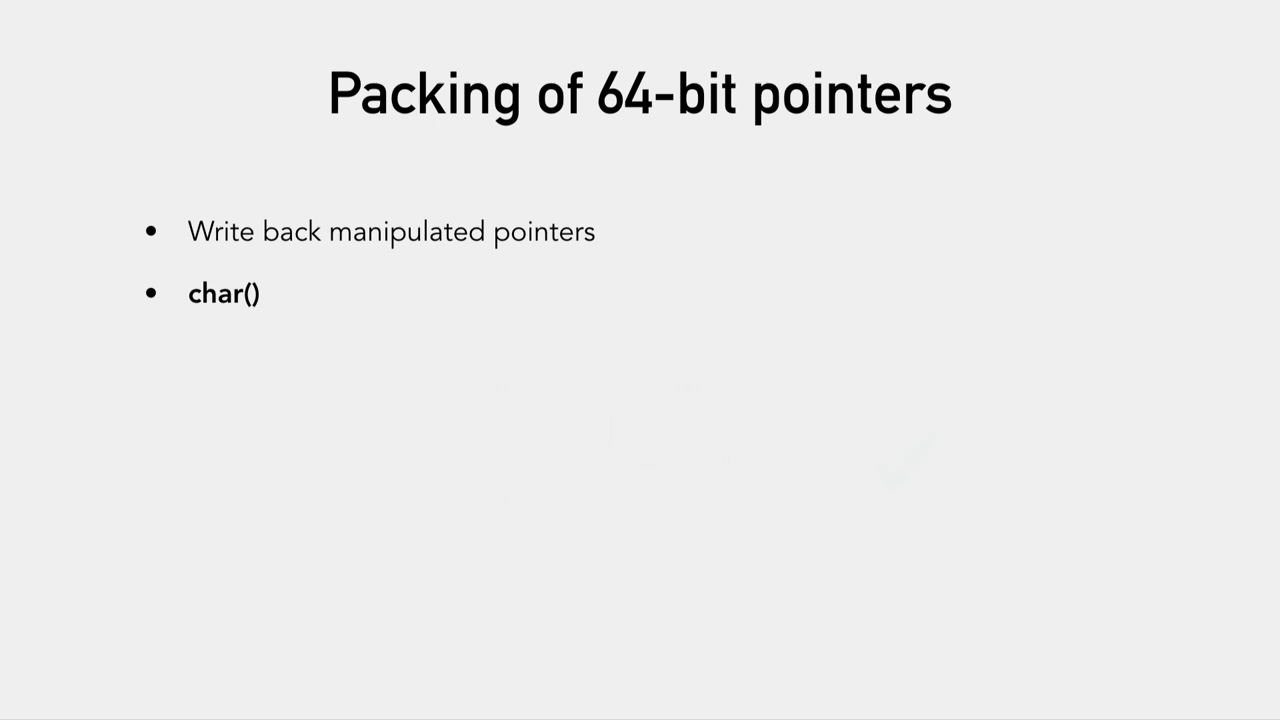 Packing of 64-bit pointers
• Write back manipulated pointers
• char()